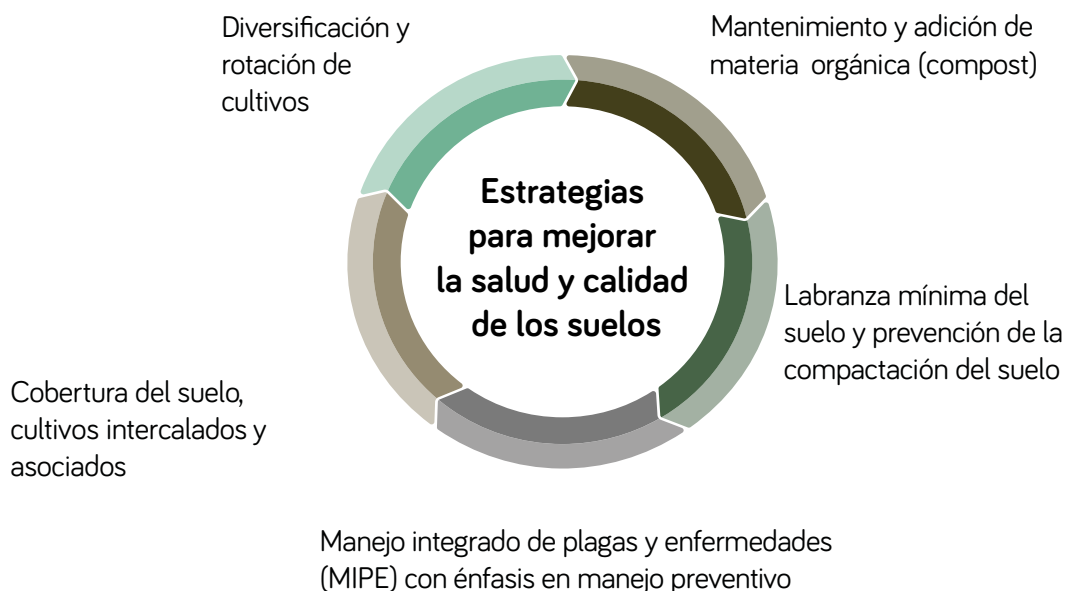 Diversificación y
rotación de
cultivos
Mantenimiento y adición de
materia orgánica (compost)
Estrategias
para mejorar
la salud y calidad
de los suelos
Labranza mínima del
suelo y prevención de la
compactación del suelo
Cobertura del suelo,
cultivos intercalados y
asociados
Manejo integrado de plagas y enfermedades
(MIPE) con énfasis en manejo preventivo